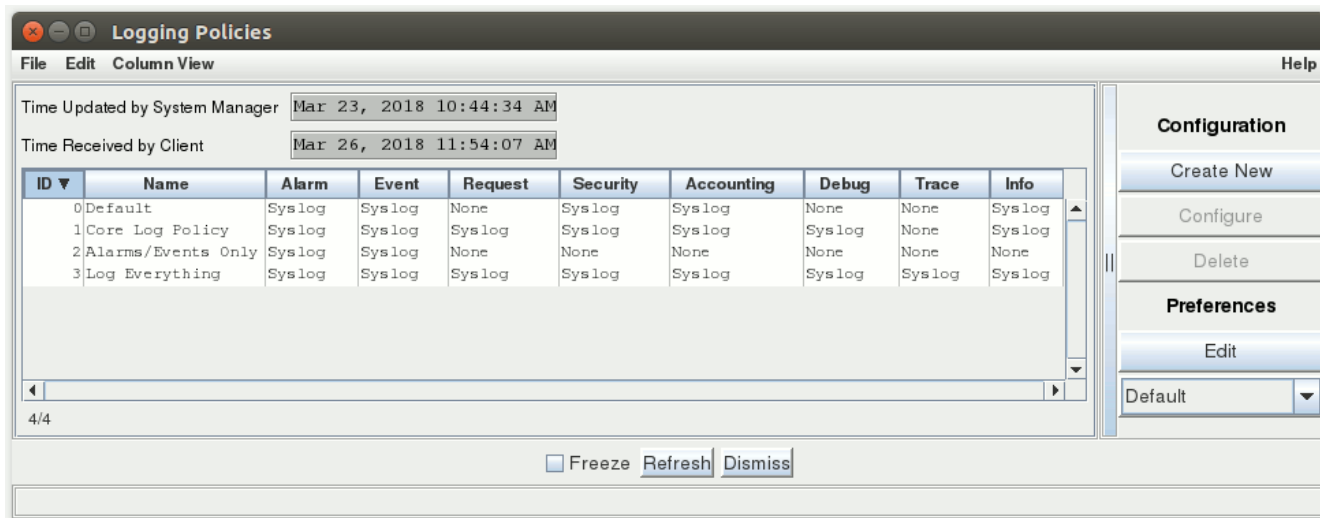 Logging Policies
File Edit Column View Help
Time Updated by System Manager Mar 23, 2018 10:44:34 AM
Time Received by Client Mar 26, 2018 11:54:07 AM
ID ▼ Name Alarm Event Request Security Accounting Debug Trace Info
0 Default Syslog Syslog None Syslog Syslog None None Syslog
1 Core Log Policy Syslog Syslog Syslog Syslog Syslog Syslog None Syslog
2 Alarms/Events Only Syslog Syslog None None None None None None
3 Log Everything Syslog Syslog Syslog Syslog Syslog Syslog Syslog Syslog
4/4
Configuration
Create New
Configure
Delete
Preferences
Edit
Default
Freeze Refresh Dismiss